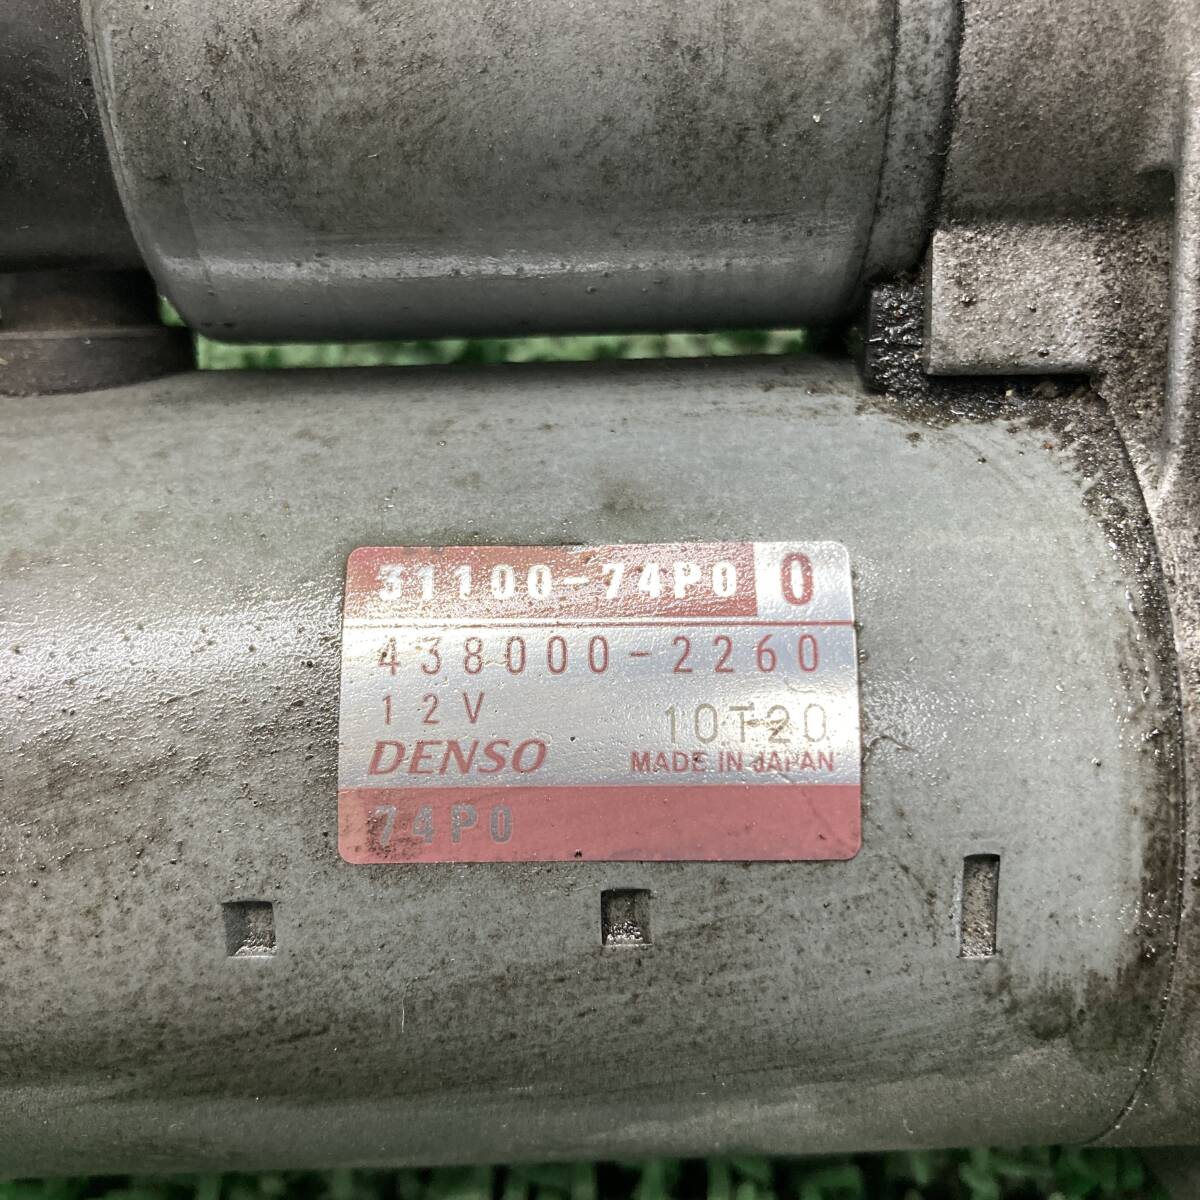 31100-74P0 0
438000-2260
12V 10T20
DENSO MADE IN JAPAN
74P0